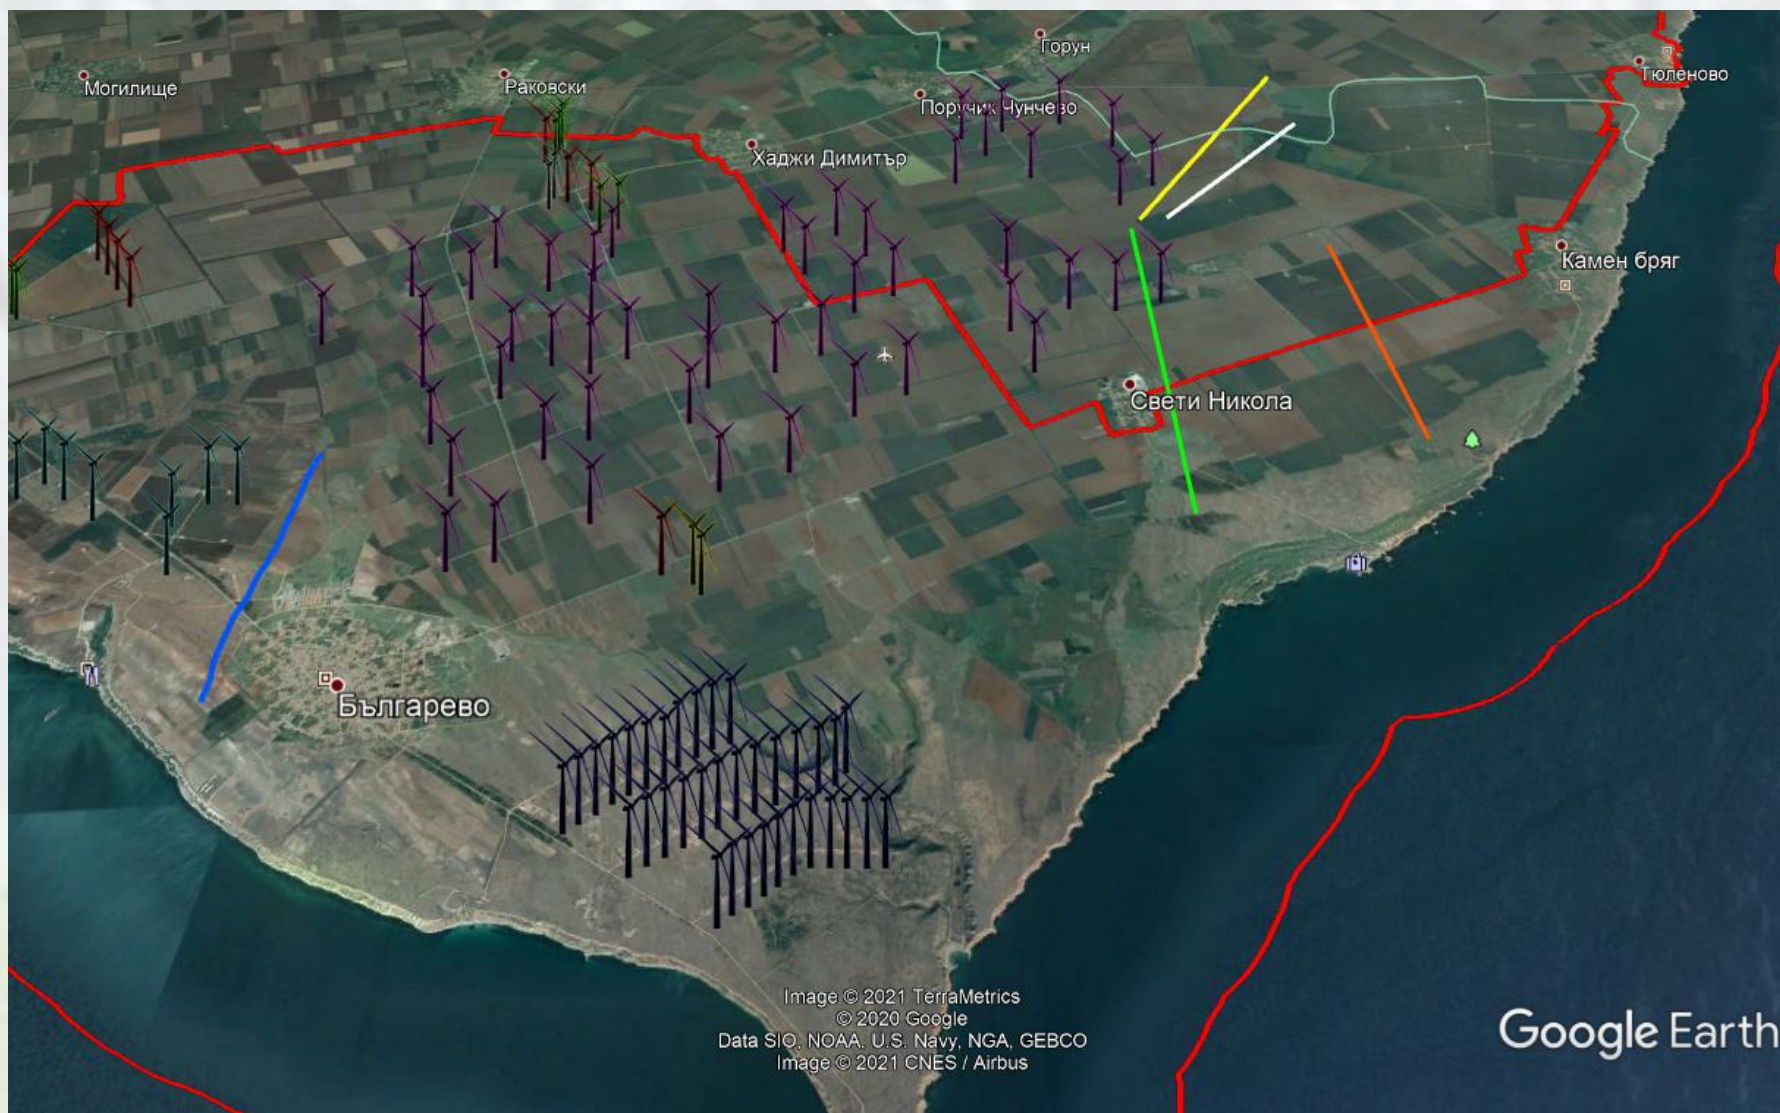 Горун
Могилище
Раковски
Тюленово
Поручик Чунчево
Хаджи Димитър
Камен бряг
Свети Никола
Българево
Image © 2021 TerraMetrics
© 2020 Google
Data SIO, NOAA, U.S. Navy, NGA, GEBCO
Image © 2021 CNES / Airbus
Google Earth